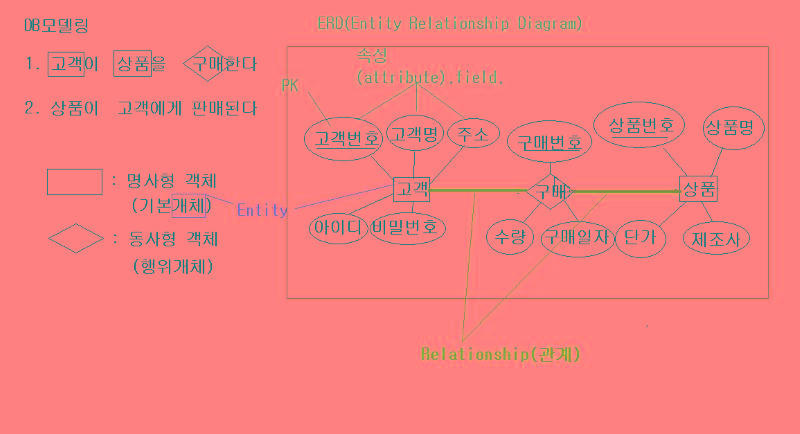 DB모델링
ERD(Entity Relationship Diagram)
1. 고객이 상품을 구매한다
속성
(attribute).field.
PK
2. 상품이 고객에게 판매된다
고객번호
고객명
주소
구매번호
상품번호
상품명
: 명사형 객체
(기본개체)
Entity
고객
구매
상품
아이디
비밀번호
수량
구매일자
단가
제조사
: 동사형 객체
(행위개체)
Relationship(관계)